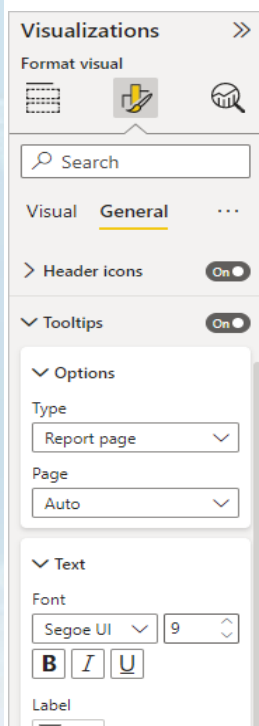 Visualizations
Format visual
Search
Visual General ...
Header icons On
Tooltips On
Options
Type
Report page
Page
Auto
Text
Font
Segoe UI 9
B I U
Label